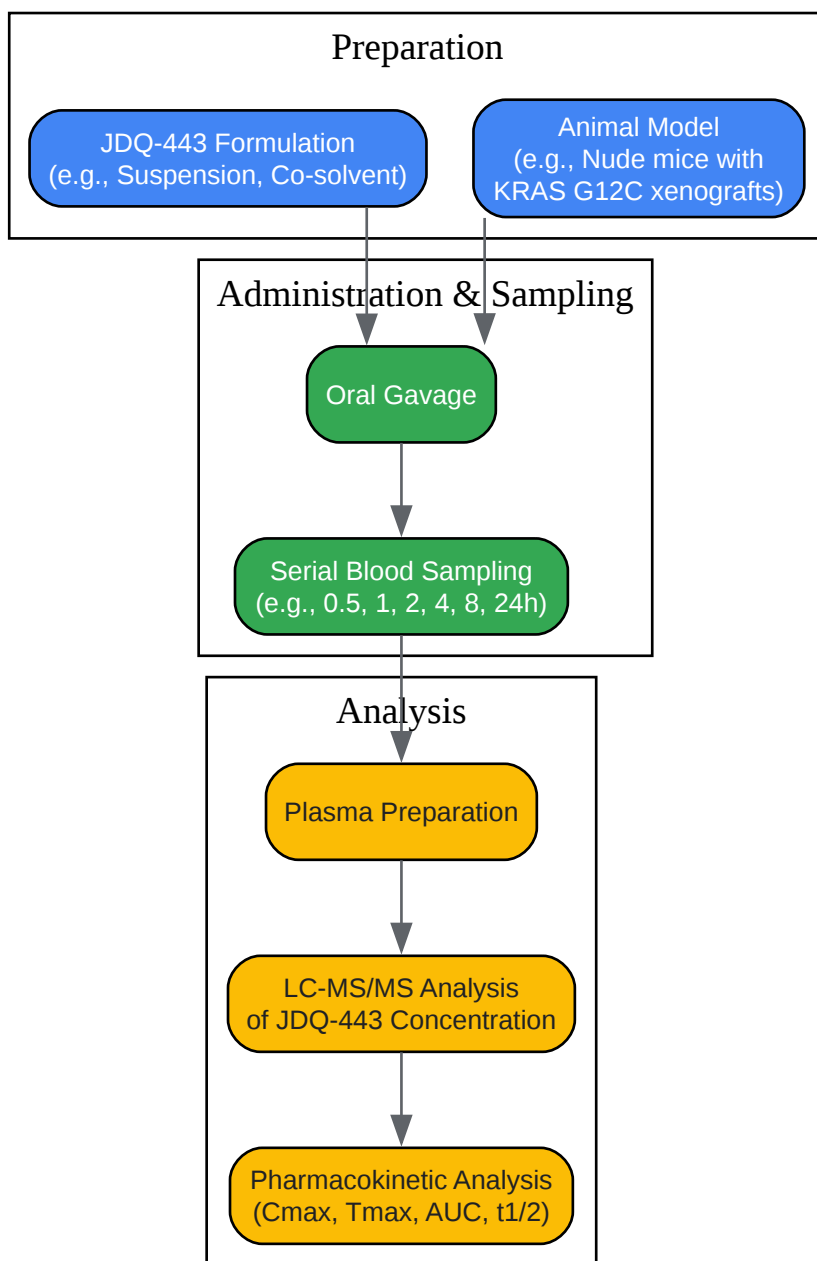 Preparation
JDQ-443 Formulation
(e.g., Suspension, Co-solvent)
Animal Model
(e.g., Nude mice with
KRAS G12C xenografts)
Administration & Sampling
Oral Gavage
Serial Blood Sampling
(e.g., 0.5, 1, 2, 4, 8, 24h)
Analysis
Plasma Preparation
LC-MS/MS Analysis
of JDQ-443 Concentration
Pharmacokinetic Analysis
(Cmax, Tmax, AUC, t1/2)